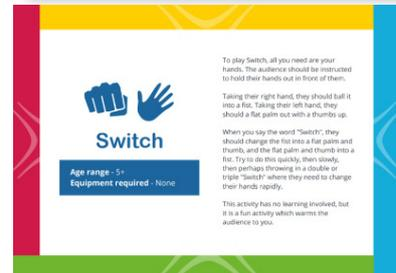 Switch
Age range - 5+
Equipment required - None
To play Switch, all you need are your
hands. The audience should be instructed
to hold their hands out in front of them.
Taking their right hand, they should ball it
into a fist. Taking their left hand, they
should a flat palm out with a thumbs up.
When you say the word "Switch", they
should change the fist into a flat palm and
thumb, and the flat palm and thumb into a
fist. Try to do this quickly, then slowly,
then perhaps throwing in a double or
triple "Switch" where they need to change
their hands rapidly.
This activity has no learning involved, but
it is a fun activity which warms the
audience to you.